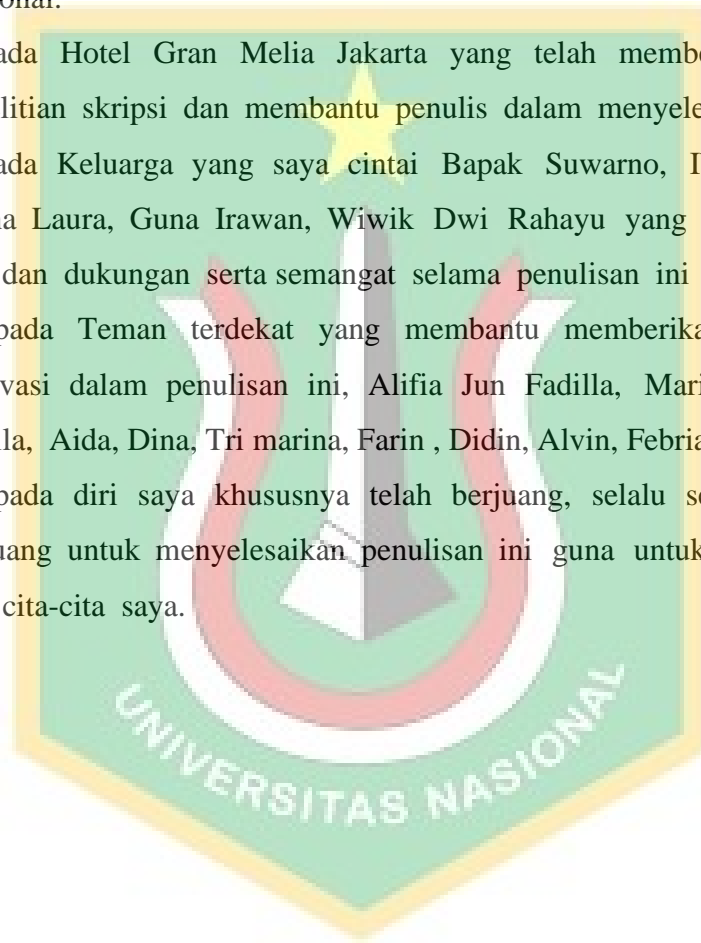 onal.
ada Hotel Gran Melia Jakarta yang telah membe
litian skripsi dan membantu penulis dalam menyele
ada Keluarga yang saya cintai Bapak Suwarno, I
na Laura, Guna Irawan, Wiwik Dwi Rahayu yang
dan dukungan serta semangat selama penulisan ini
pada Teman terdekat yang membantu memberika
vasi dalam penulisan ini, Alifia Jun Fadilla, Mari
la, Aida, Dina, Tri marina, Farin , Didin, Alvin, Febria
pada diri saya khususnya telah berjuang, selalu se
uang untuk menyelesaikan penulisan ini guna untuk
cita-cita saya.
UNIVERSITAS NASIONAL